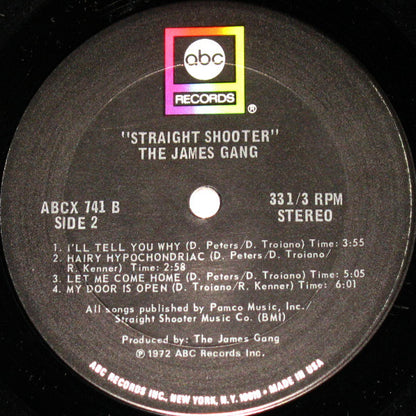 abc
RECORDS
®
"STRAIGHT SHOOTER"
THE JAMES GANG
ABCX 741 B
SIDE 2
33 1/3 RPM
STEREO
1. I'LL TELL YOU WHY (D. Peters/D. Troiano) Time: 3:55
2. HAIRY HYPOCHONDRIAC (D. Peters/D. Troiano/
R. Kenner) Time: 2:58
3. LET ME COME HOME (D. Peters/D. Troiano) Time: 5:05
4. MY DOOR IS OPEN (D. Troiano/R. Kenner) Time: 6:01
All songs published by Pamco Music, Inc./
Straight Shooter Music Co. (BMI)
Produced by: The James Gang
℗ 1972 ABC Records Inc.
ABC RECORDS INC. NEW YORK, N.Y. 10019 • MADE IN USA